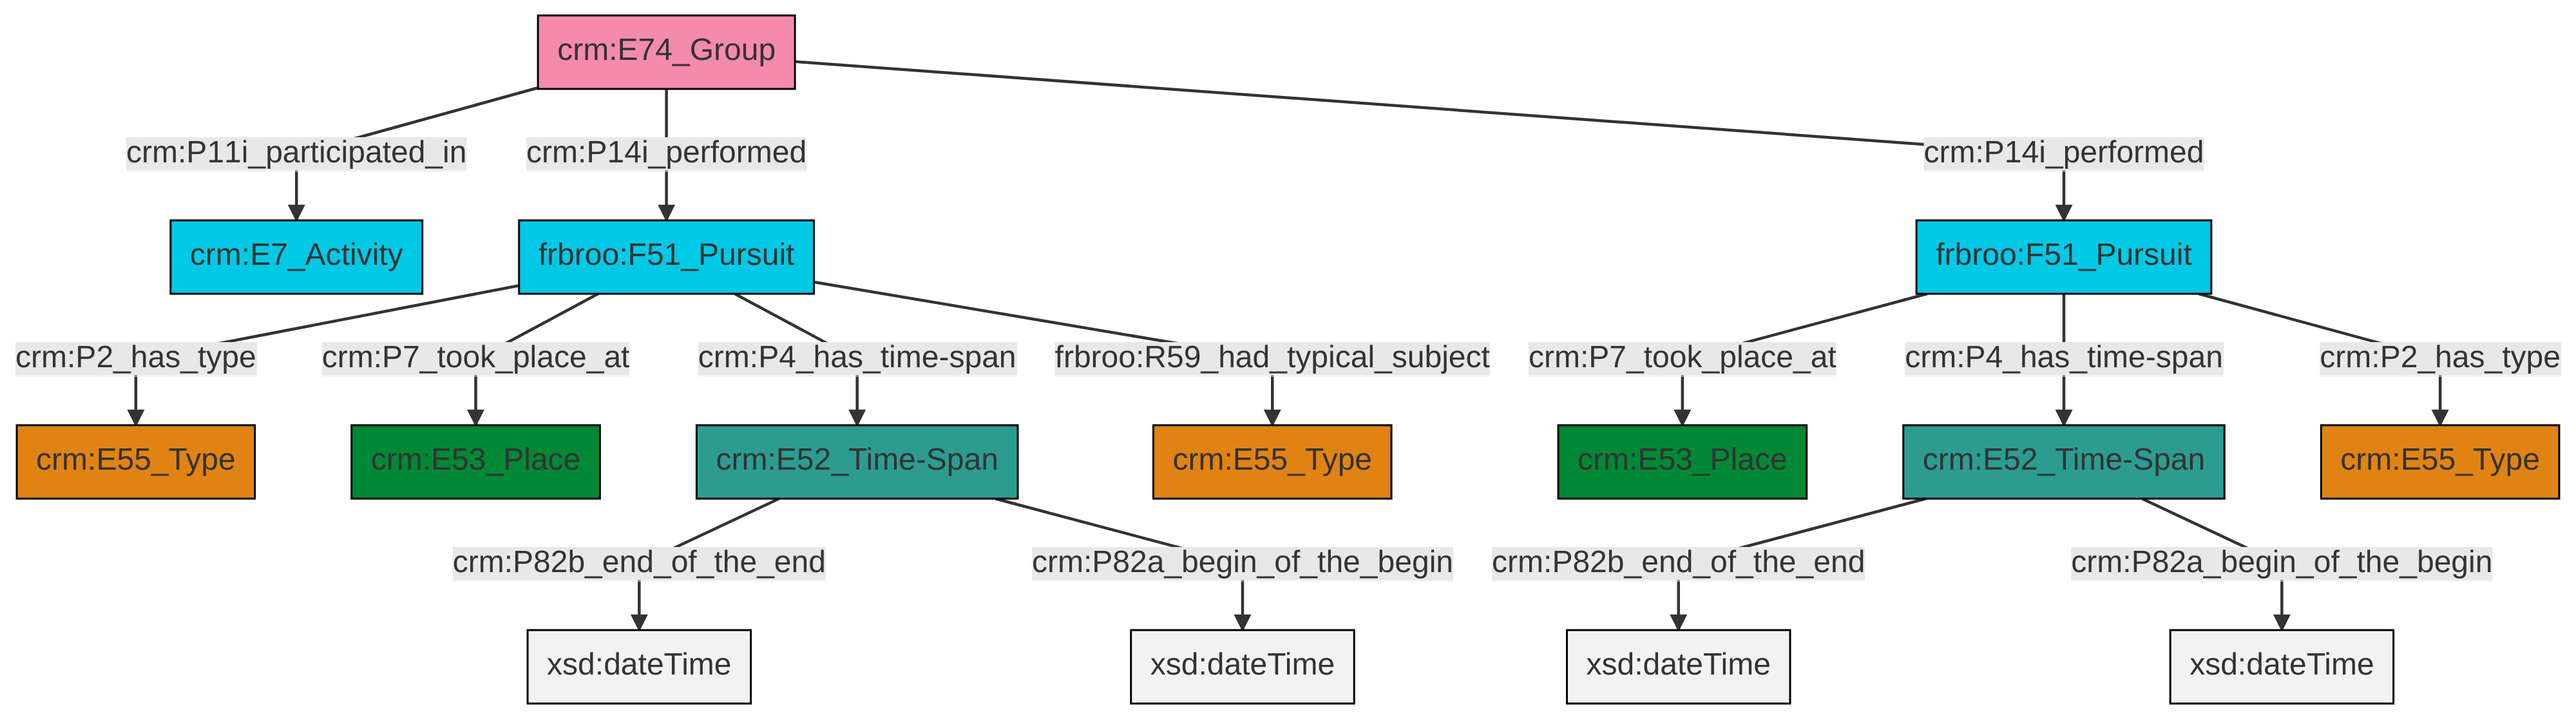 crm:E74_Group
crm:P11i_participated_in
crm:P14i_performed
crm:P14i_performed
crm:E7_Activity
frbroo:F51_Pursuit
frbroo:F51_Pursuit
crm:P2_has_type
crm:P7_took_place_at
crm:P4_has_time-span
frbroo:R59_had_typical_subject
crm:P7_took_place_at
crm:P4_has_time-span
crm:P2_has_type
crm:E55_Type
crm:E53_Place
crm:E52_Time-Span
crm:E55_Type
crm:E53_Place
crm:E52_Time-Span
crm:E55_Type
crm:P82b_end_of_the_end
crm:P82a_begin_of_the_begin
crm:P82b_end_of_the_end
crm:P82a_begin_of_the_begin
xsd:dateTime
xsd:dateTime
xsd:dateTime
xsd:dateTime